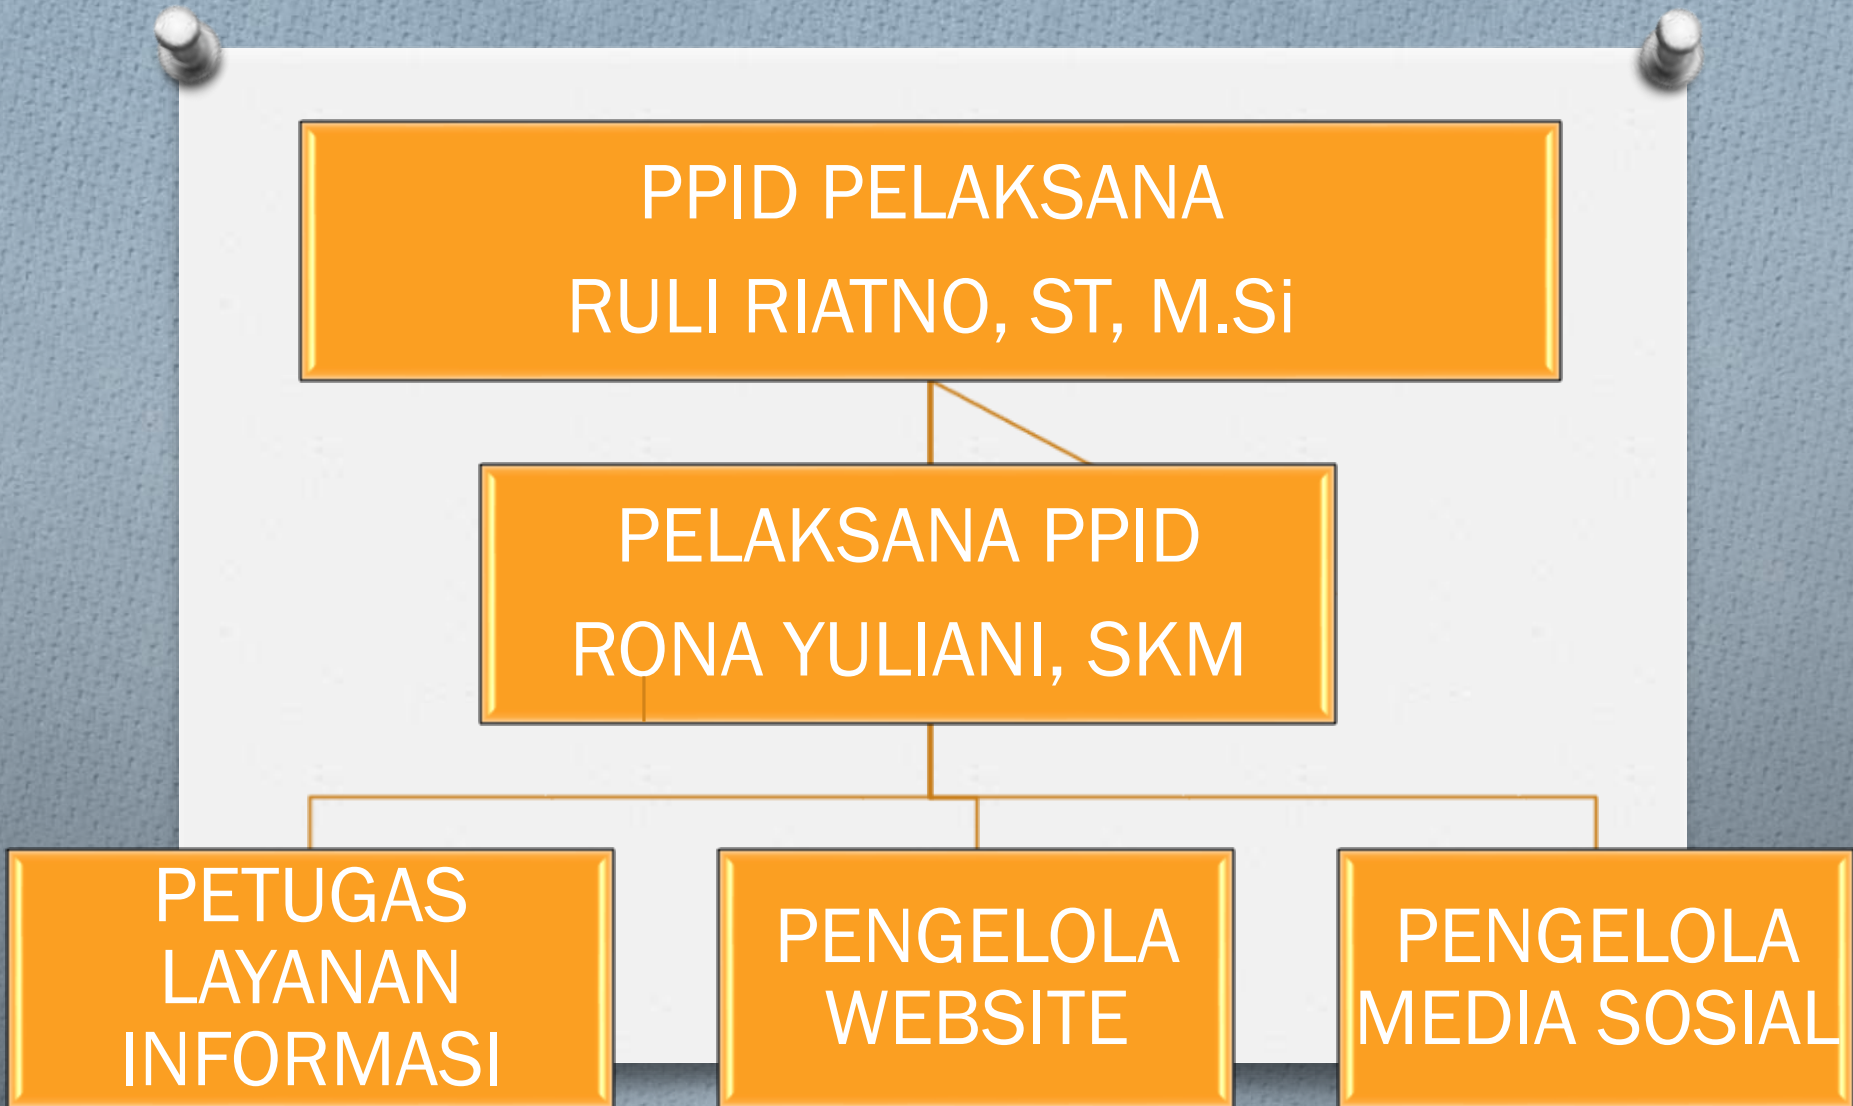 PPID PELAKSANA
RULI RIATNO, ST, M.Si
PELAKSANA PPID
RONA YULIANI, SKM
PETUGAS
LAYANAN
INFORMASI
PENGELOLA
WEBSITE
PENGELOLA
MEDIA SOSIAL